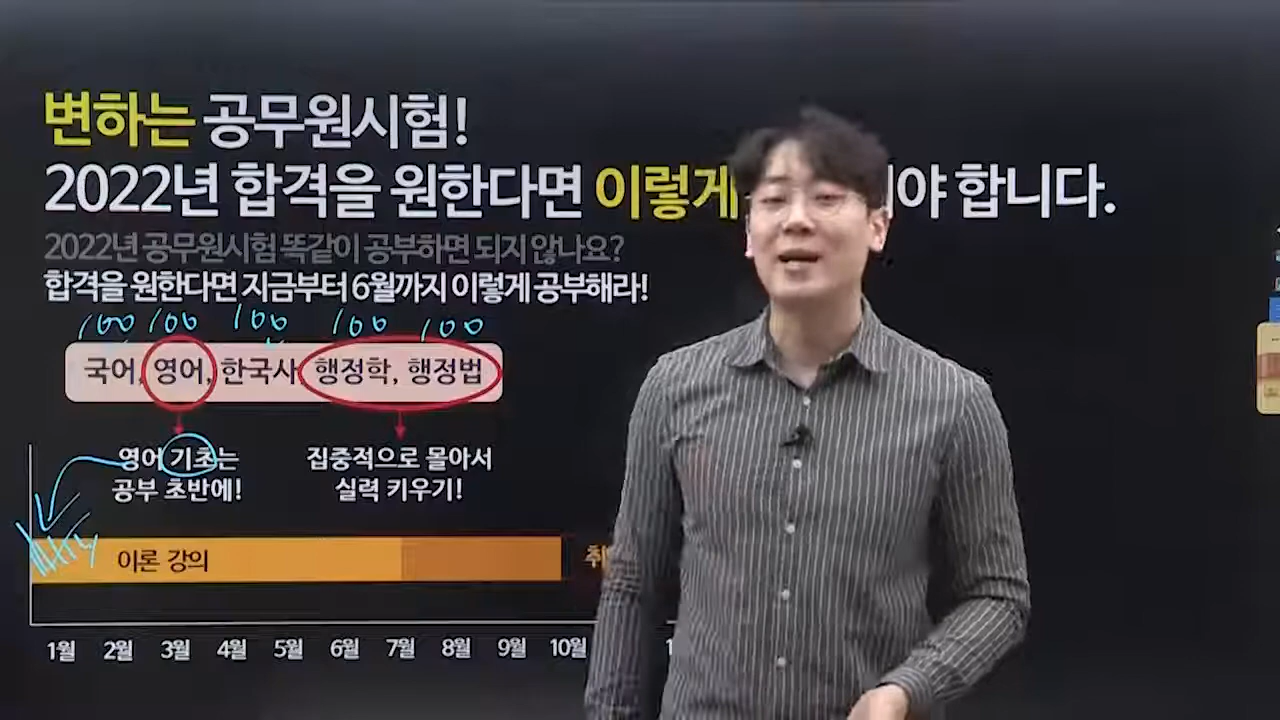 변하는 공무원시험!
2022년 합격을 원한다면 이렇게 야 합니다.
2022년 공무원시험 똑같이 공부하면 되지 않나요?
합격을 원한다면 지금부터 6월까지 이렇게 공부해라!
100 100 100 100 100
국어, 영어, 한국사, 행정학, 행정법
영어 기초는
공부 초반에!
집중적으로 몰아서
실력 키우기!
이론 강의
1월 2월 3월 4월 5월 6월 7월 8월 9월 10월